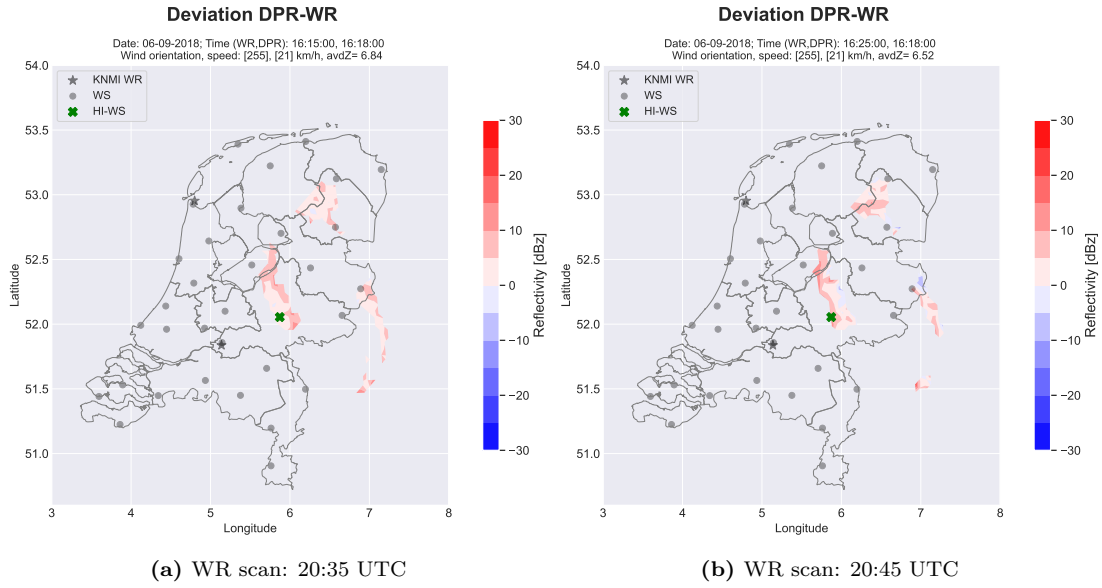 Deviation DPR-WR
Date: 06-09-2018; Time (WR,DPR): 16:15:00, 16:18:00
Wind orientation, speed: [255], [21] km/h, avdZ= 6.84
54.0
53.5
53.0
52.5
52.0
51.5
51.0
Latitude
KNMI WR
WS
HI-WS
3
4
5
6
7
8
Longitude
30
20
10
0
−10
−20
−30
Reflectivity [dBz]
(a) WR scan: 20:35 UTC
Deviation DPR-WR
Date: 06-09-2018; Time (WR,DPR): 16:25:00, 16:18:00
Wind orientation, speed: [255], [21] km/h, avdZ= 6.52
54.0
53.5
53.0
52.5
52.0
51.5
51.0
Latitude
KNMI WR
WS
HI-WS
3
4
5
6
7
8
Longitude
30
20
10
0
−10
−20
−30
Reflectivity [dBz]
(b) WR scan: 20:45 UTC